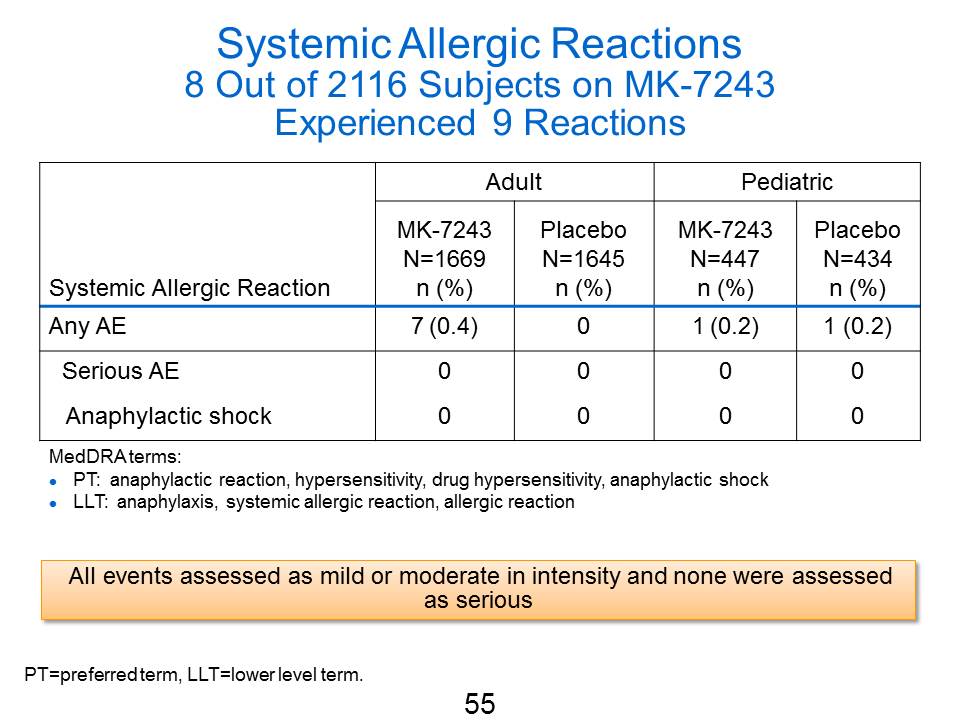 Systemic Allergic Reactions
8 Out of 2116 Subjects on MK-7243
Experienced 9 Reactions
Adult Pediatric
MK-7243 Placebo MK-7243 Placebo
N=1669 N=1645 N=447 N=434
Systemic Allergic Reaction n (%) n (%) n (%) n (%)
Any AE 7 (0.4) 0 1 (0.2) 1 (0.2)
Serious AE 0 0 0 0
Anaphylactic shock 0 0 0 0
MedDRA terms:
● PT: anaphylactic reaction, hypersensitivity, drug hypersensitivity, anaphylactic shock
● LLT: anaphylaxis, systemic allergic reaction, allergic reaction
All events assessed as mild or moderate in intensity and none were assessed
as serious
PT=preferred term, LLT=lower level term.
55